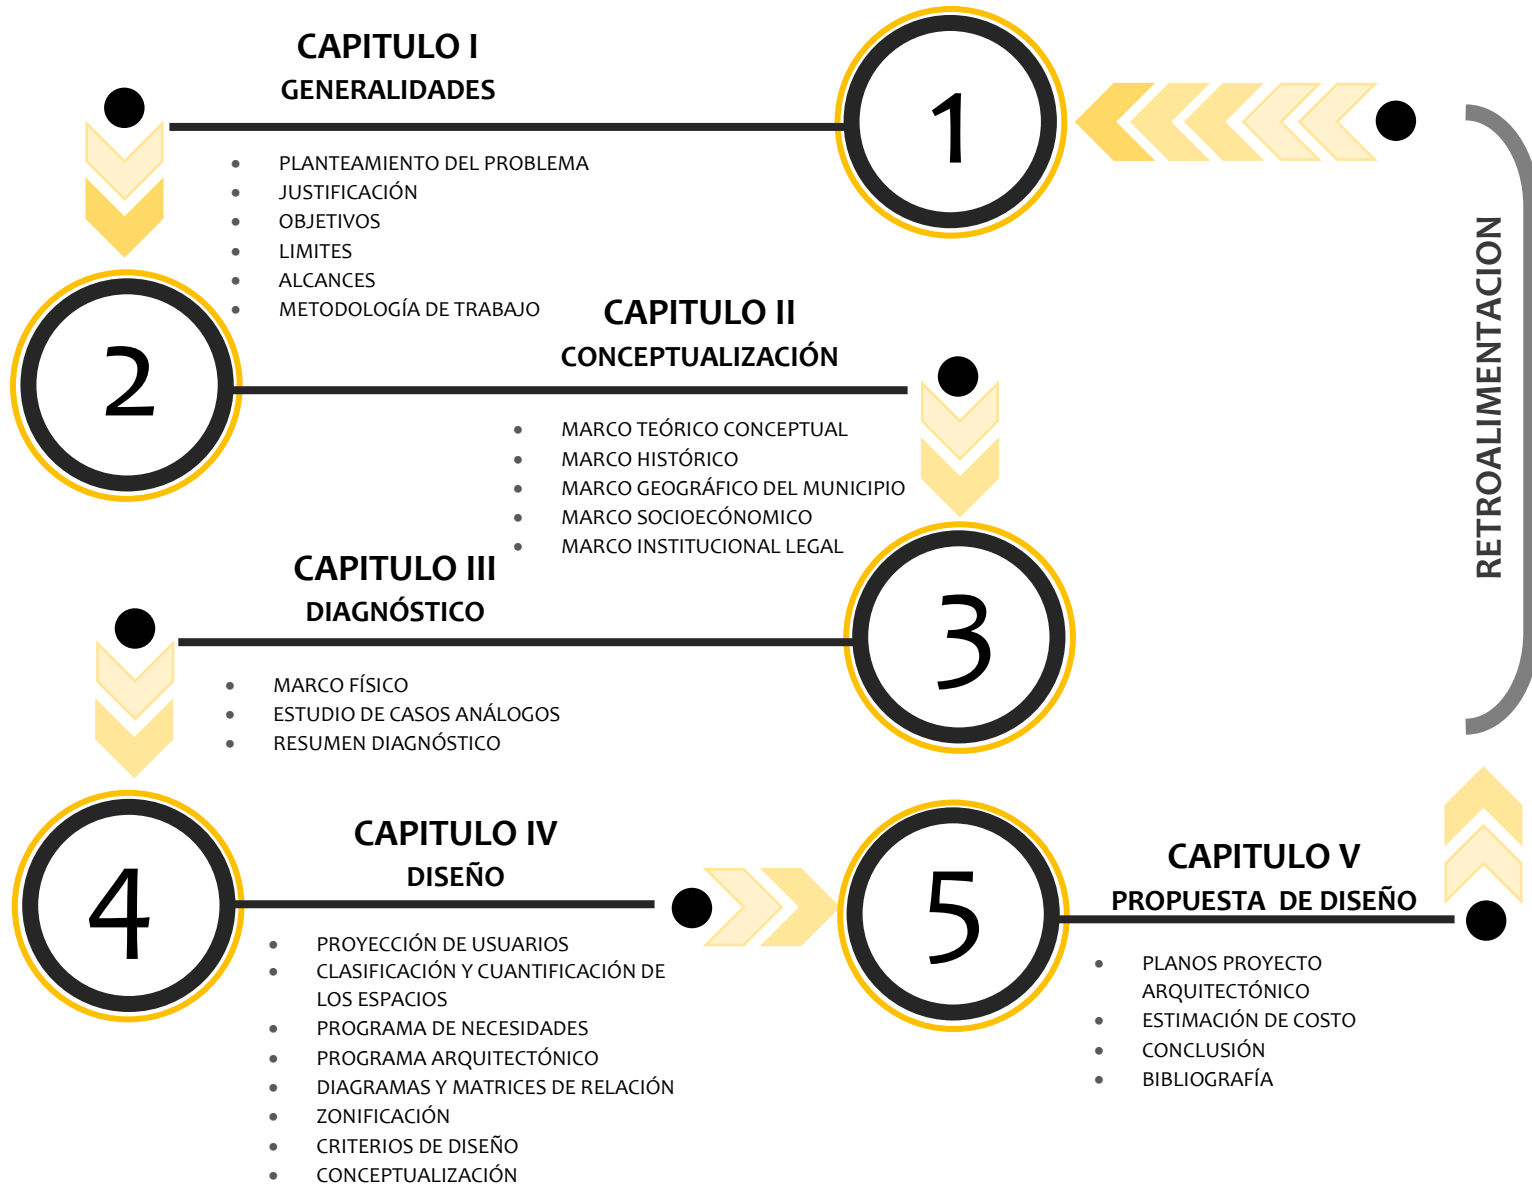 CAPITULO I
GENERALIDADES
1
• PLANTEAMIENTO DEL PROBLEMA
• JUSTIFICACIÓN
• OBJETIVOS
• LIMITES
• ALCANCES
• METODOLOGÍA DE TRABAJO
2
CAPITULO II
CONCEPTUALIZACIÓN
• MARCO TEÓRICO CONCEPTUAL
• MARCO HISTÓRICO
• MARCO GEOGRÁFICO DEL MUNICIPIO
• MARCO SOCIOECÓNOMICO
• MARCO INSTITUCIONAL LEGAL
3
CAPITULO III
DIAGNÓSTICO
• MARCO FÍSICO
• ESTUDIO DE CASOS ANÁLOGOS
• RESUMEN DIAGNÓSTICO
4
CAPITULO IV
DISEÑO
• PROYECCIÓN DE USUARIOS
• CLASIFICACIÓN Y CUANTIFICACIÓN DE
LOS ESPACIOS
• PROGRAMA DE NECESIDADES
• PROGRAMA ARQUITECTÓNICO
• DIAGRAMAS Y MATRICES DE RELACIÓN
• ZONIFICACIÓN
• CRITERIOS DE DISEÑO
• CONCEPTUALIZACIÓN
5
CAPITULO V
PROPUESTA DE DISEÑO
• PLANOS PROYECTO
ARQUITECTÓNICO
• ESTIMACIÓN DE COSTO
• CONCLUSIÓN
• BIBLIOGRAFÍA
RETROALIMENTACION